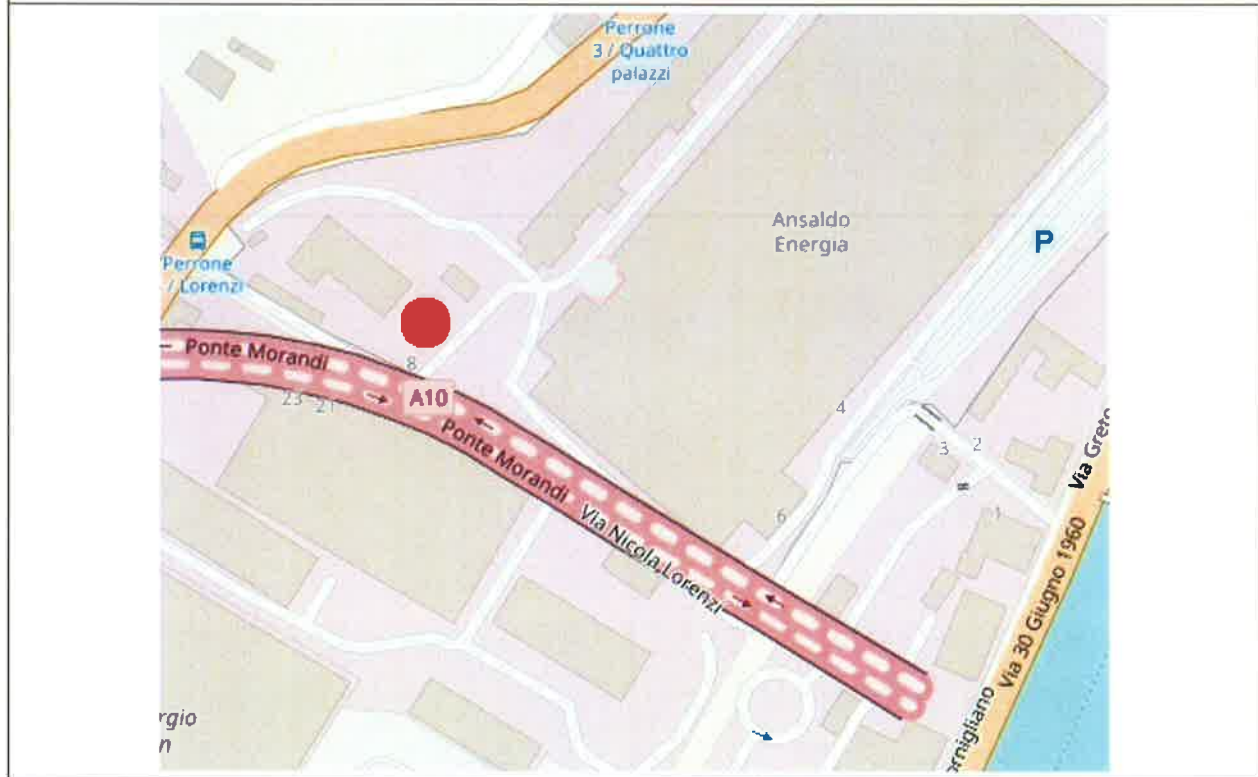 Perrone
3 / Quattro
palazzi
Ansaldo
Energia
P
Perrone
/ Lorenzi
Ponte Morandi
8
A10
23
21
Ponte Morandi
4
3
2
Via Greto
6
1
Via Nicola Lorenzi
Via 30 Giugno 1960
ornigliano
rgio
n